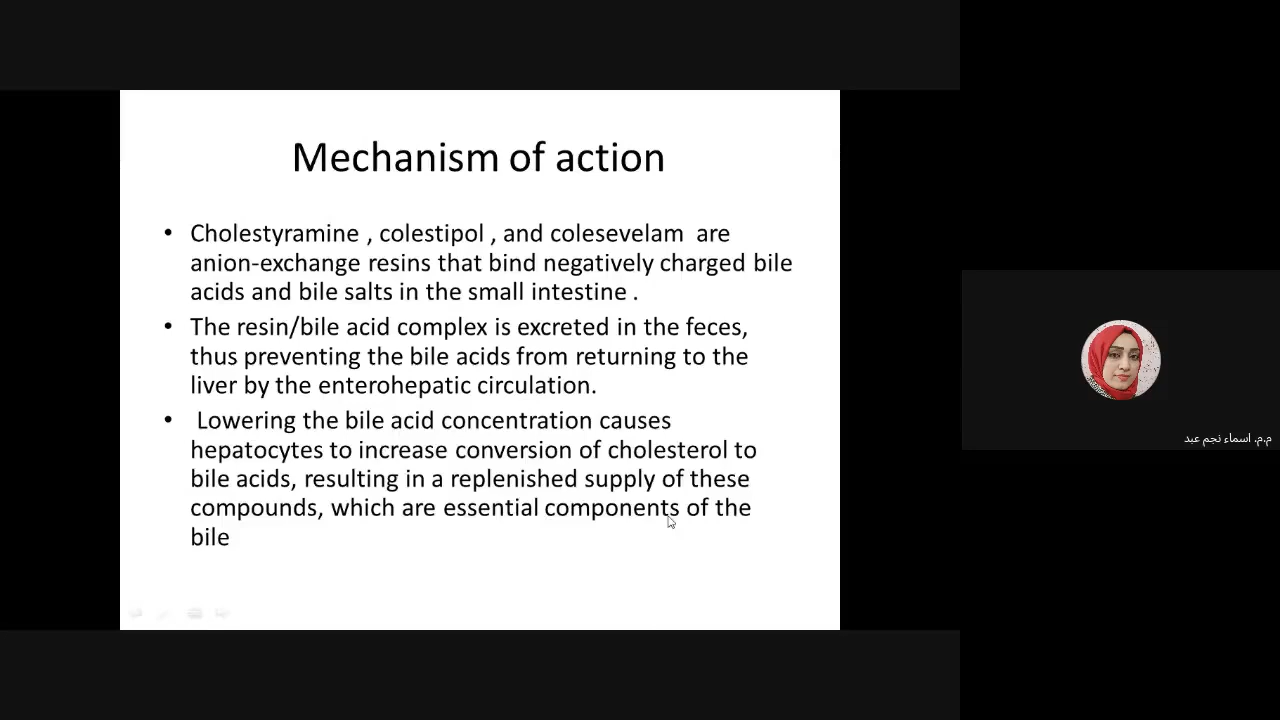 Mechanism of action
• Cholestyramine , colestipol , and colesevelam are
anion-exchange resins that bind negatively charged bile
acids and bile salts in the small intestine .
• The resin/bile acid complex is excreted in the feces,
thus preventing the bile acids from returning to the
liver by the enterohepatic circulation.
• Lowering the bile acid concentration causes
hepatocytes to increase conversion of cholesterol to
bile acids, resulting in a replenished supply of these
compounds, which are essential components of the
bile
م.م. اسماء نجم عبد